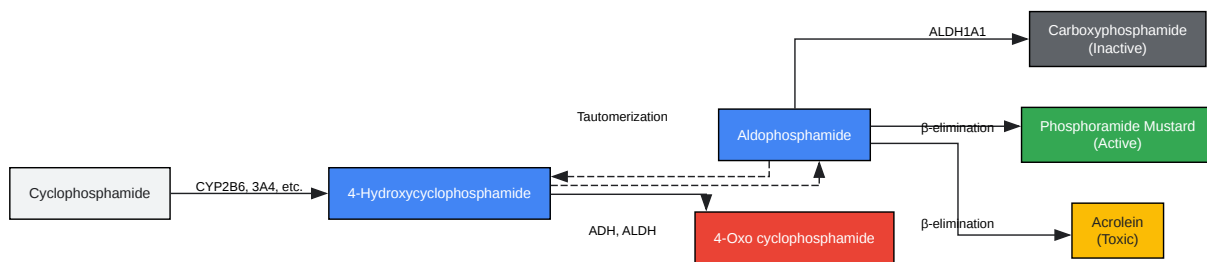 Carboxyphosphamide
(Inactive)
ALDH1A1
Tautomerization
Aldophosphamide
β-elimination
Phosphoramide Mustard
(Active)
Cyclophosphamide
CYP2B6, 3A4, etc.
4-Hydroxycyclophosphamide
ADH, ALDH
4-Oxo cyclophosphamide
β-elimination
Acrolein
(Toxic)